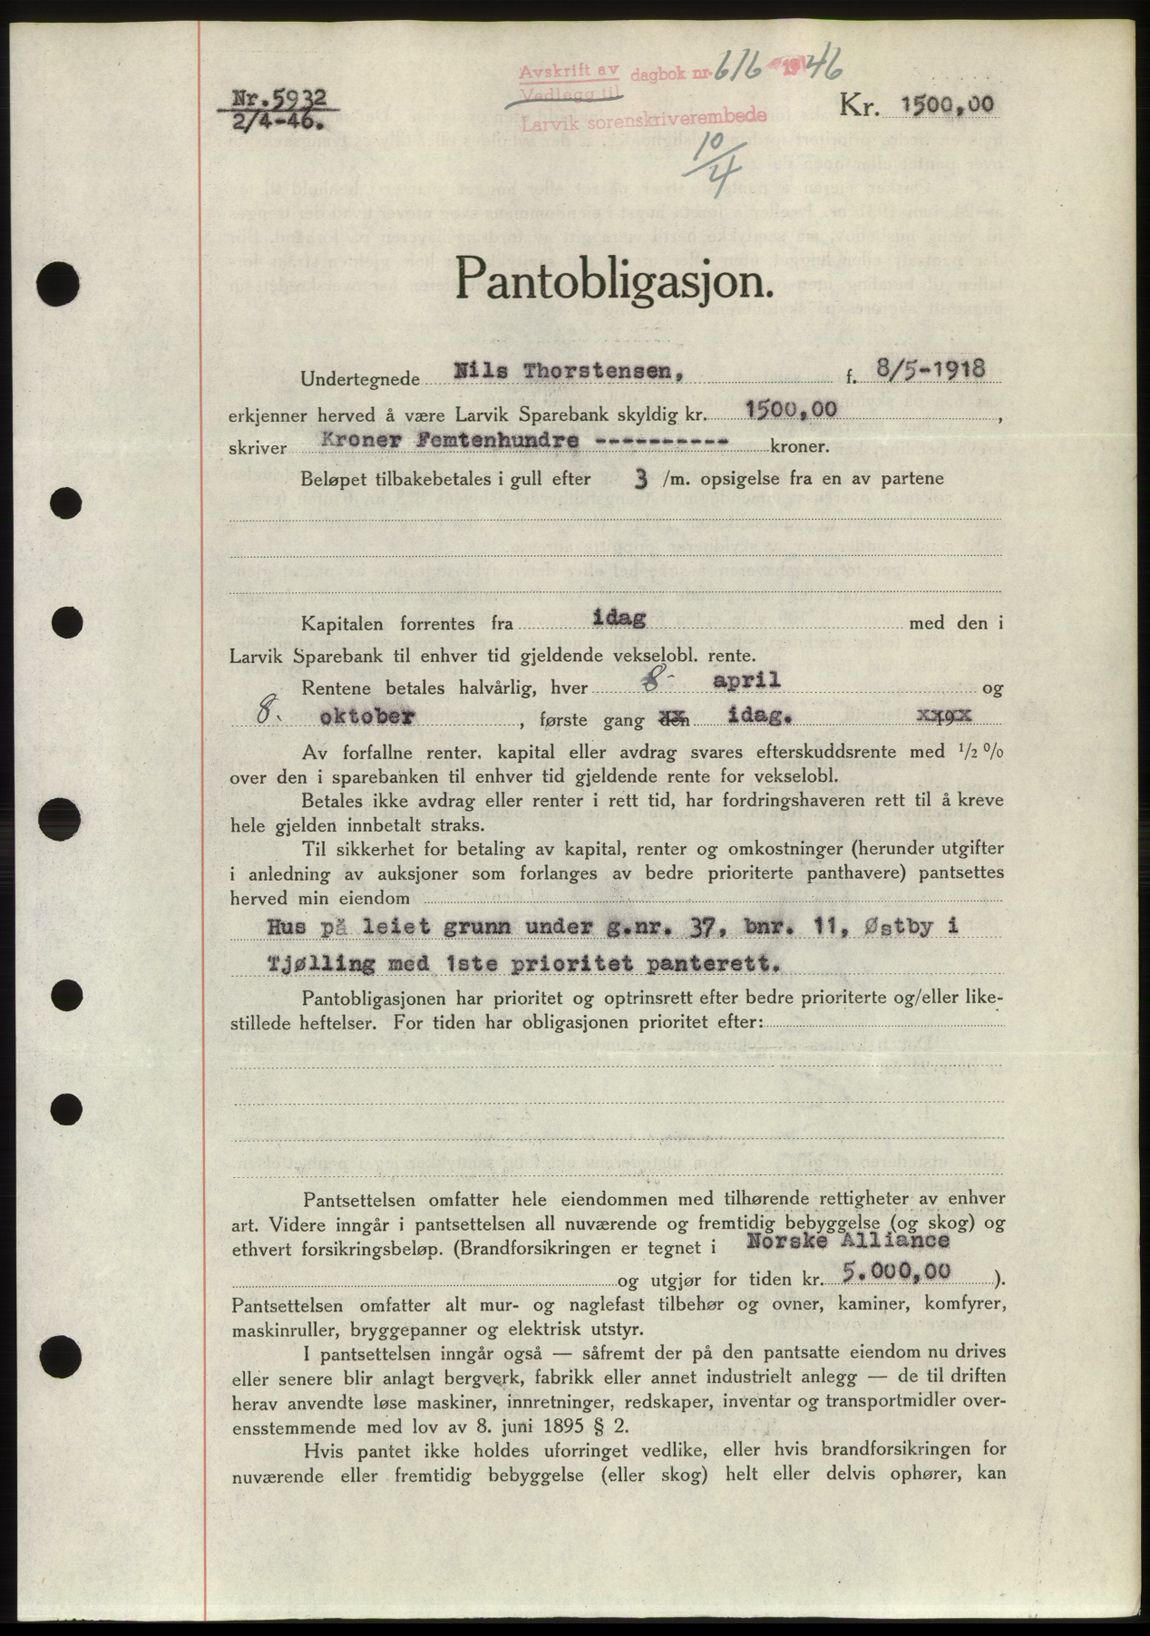 Avskrift av dagbok nr. 616 1946
Vedlegg til
Larvik sorenskriverembede
10/4
Nr. 5932
2/4-46.
Kr. 1500,00
Pantobligasjon.
Undertegnede Nils Thorstensen, f. 8/5-1918
erkjenner herved å være Larvik Sparebank skyldig kr. 1500,00 ,
skriver Kroner Femtenhundre ---------- kroner.
Beløpet tilbakebetales i gull efter 3 /m. opsigelse fra en av partene
Kapitalen forrentes fra idag med den i
Larvik Sparebank til enhver tid gjeldende vekselobl. rente.
Rentene betales halvårlig, hver 8- april og
8. oktober , første gang den idag. xx9x
Av forfallne renter, kapital eller avdrag svares efterskuddsrente med 1/2 %
over den i sparebanken til enhver tid gjeldende rente for vekselobl.
Betales ikke avdrag eller renter i rett tid, har fordringshaveren rett til å kreve
hele gjelden innbetalt straks.
Til sikkerhet for betaling av kapital, renter og omkostninger (herunder utgifter
i anledning av auksjoner som forlanges av bedre prioriterte panthavere) pantsettes
herved min eiendom
Hus på leiet grunn under g.nr. 37, bnr. 11, Østby i
Tjølling med 1ste prioritet panterett.
Pantobligasjonen har prioritet og optrinsrett efter bedre prioriterte og/eller like-
stillede heftelser. For tiden har obligasjonen prioritet efter:
Pantsettelsen omfatter hele eiendommen med tilhørende rettigheter av enhver
art. Videre inngår i pantsettelsen all nuværende og fremtidig bebyggelse (og skog) og
ethvert forsikringsbeløp. (Brandforsikringen er tegnet i Norske Alliance
og utgjør for tiden kr. 5.000,00 ).
Pantsettelsen omfatter alt mur- og naglefast tilbehør og ovner, kaminer, komfyrer,
maskinruller, bryggepanner og elektrisk utstyr.
I pantsettelsen inngår også — såfremt der på den pantsatte eiendom nu drives
eller senere blir anlagt bergverk, fabrikk eller annet industrielt anlegg — de til driften
herav anvendte løse maskiner, innretninger, redskaper, inventar og transportmidler over-
ensstemmende med lov av 8. juni 1895 § 2.
Hvis pantet ikke holdes uforringet vedlike, eller hvis brandforsikringen for
nuværende eller fremtidig bebyggelse (eller skog) helt eller delvis ophører, kan